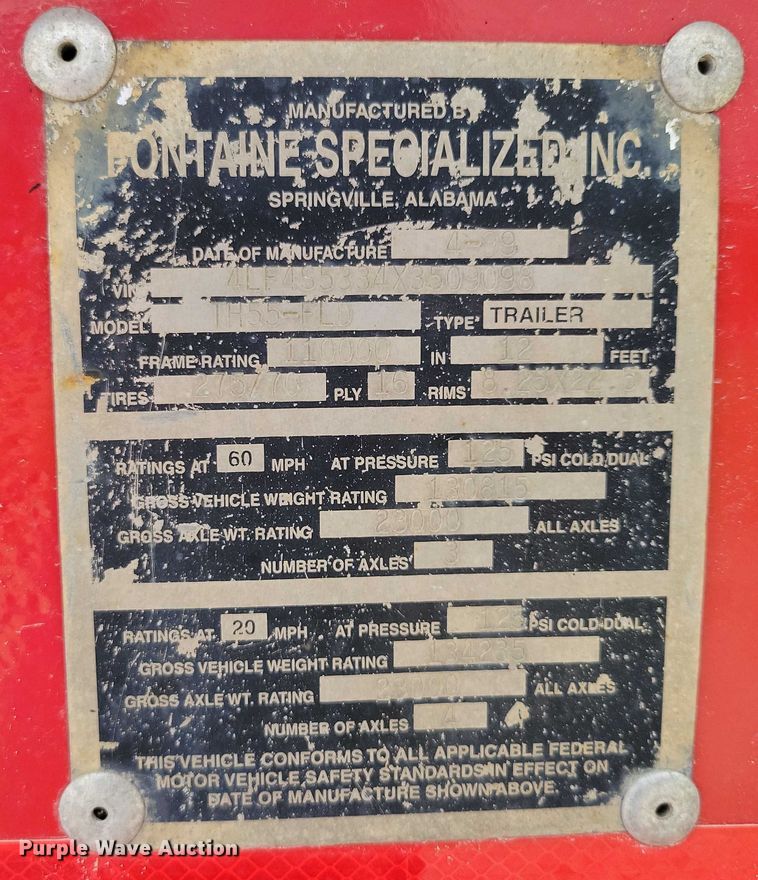 MANUFACTURED BY
FONTAINE SPECIALIZED INC.
SPRINGVILLE, ALABAMA
DATE OF MANUFACTURE 4-99
VIN 4LF4S5334X3509098
MODEL TH55-FLD TYPE TRAILER
FRAME RATING 110000 IN 12 FEET
TIRES 275/70 PLY 16 RIMS 8.25X22.5
RATINGS AT 60 MPH AT PRESSURE 125 PSI COLD/DUAL
GROSS VEHICLE WEIGHT RATING 130815
GROSS AXLE WT. RATING 23000 ALL AXLES
NUMBER OF AXLES 3
RATINGS AT 20 MPH AT PRESSURE PSI COLD-DUAL
GROSS VEHICLE WEIGHT RATING 134235
GROSS AXLE WT. RATING ALL AXLES
NUMBER OF AXLES 4
THIS VEHICLE CONFORMS TO ALL APPLICABLE FEDERAL
MOTOR VEHICLE SAFETY STANDARDS IN EFFECT ON
DATE OF MANUFACTURE SHOWN ABOVE.
Purple Wave Auction